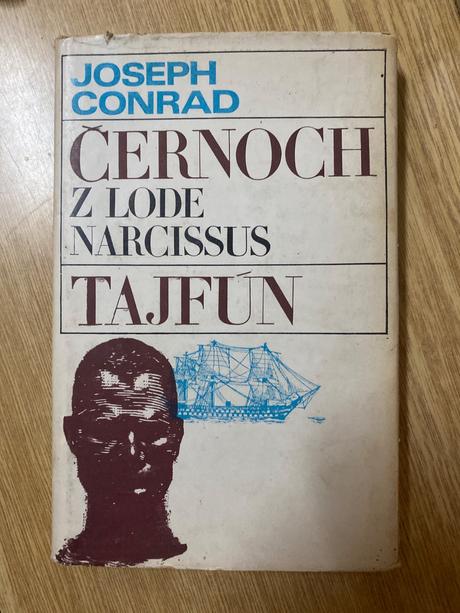 JOSEPH
CONRAD
ČERNOCH
Z LODE
NARCISSUS
TAJFÚN